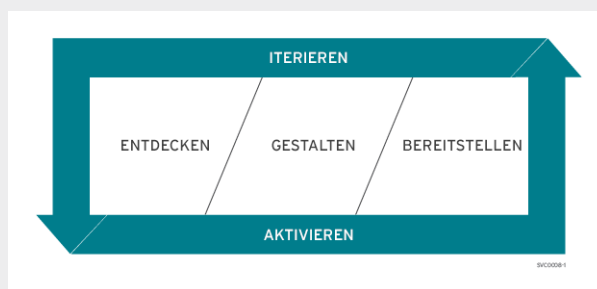 ITERIEREN
ENTDECKEN GESTALTEN BEREITSTELLEN
AKTIVIEREN
SVC0008-1